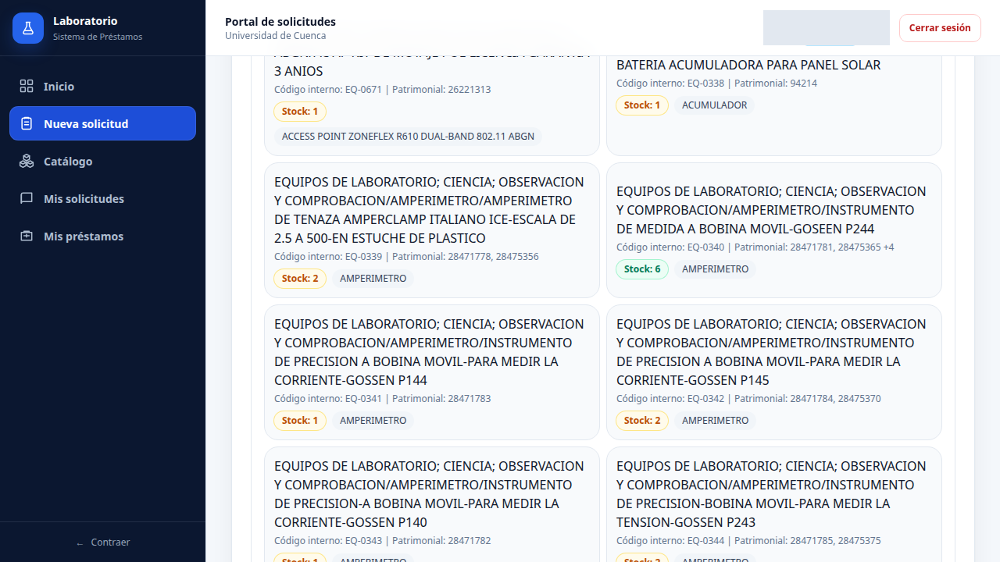 Laboratorio
Sistema de Préstamos
Inicio
Nueva solicitud
Catálogo
Mis solicitudes
Mis préstamos
← Contraer
Portal de solicitudes
Universidad de Cuenca
Cerrar sesión
3 ANIOS
Código interno: EQ-0671 | Patrimonial: 26221313
Stock: 1
ACCESS POINT ZONEFLEX R610 DUAL-BAND 802.11 ABGN
BATERIA ACUMULADORA PARA PANEL SOLAR
Código interno: EQ-0338 | Patrimonial: 94214
Stock: 1 ACUMULADOR
EQUIPOS DE LABORATORIO; CIENCIA; OBSERVACION
Y COMPROBACION/AMPERIMETRO/AMPERIMETRO
DE TENAZA AMPERCLAMP ITALIANO ICE-ESCALA DE
2.5 A 500-EN ESTUCHE DE PLASTICO
Código interno: EQ-0339 | Patrimonial: 28471778, 28475356
Stock: 2 AMPERIMETRO
EQUIPOS DE LABORATORIO; CIENCIA; OBSERVACION
Y COMPROBACION/AMPERIMETRO/INSTRUMENTO
DE MEDIDA A BOBINA MOVIL-GOSEEN P244
Código interno: EQ-0340 | Patrimonial: 28471781, 28475365 +4
Stock: 6 AMPERIMETRO
EQUIPOS DE LABORATORIO; CIENCIA; OBSERVACION
Y COMPROBACION/AMPERIMETRO/INSTRUMENTO
DE PRECISION A BOBINA MOVIL-PARA MEDIR LA
CORRIENTE-GOSSEN P144
Código interno: EQ-0341 | Patrimonial: 28471783
Stock: 1 AMPERIMETRO
EQUIPOS DE LABORATORIO; CIENCIA; OBSERVACION
Y COMPROBACION/AMPERIMETRO/INSTRUMENTO
DE PRECISION A BOBINA MOVIL-PARA MEDIR LA
CORRIENTE-GOSSEN P145
Código interno: EQ-0342 | Patrimonial: 28471784, 28475370
Stock: 2 AMPERIMETRO
EQUIPOS DE LABORATORIO; CIENCIA; OBSERVACION
Y COMPROBACION/AMPERIMETRO/INSTRUMENTO
DE PRECISION-A BOBINA MOVIL-PARA MEDIR LA
CORRIENTE-GOSSEN P140
Código interno: EQ-0343 | Patrimonial: 28471782
Stock: 1 AMPERIMETRO
EQUIPOS DE LABORATORIO; CIENCIA; OBSERVACION
Y COMPROBACION/AMPERIMETRO/INSTRUMENTO
DE PRECISION-BOBINA MOVIL-PARA MEDIR LA
TENSION-GOSSEN P243
Código interno: EQ-0344 | Patrimonial: 28471785, 28475375
AMPERIMETRO